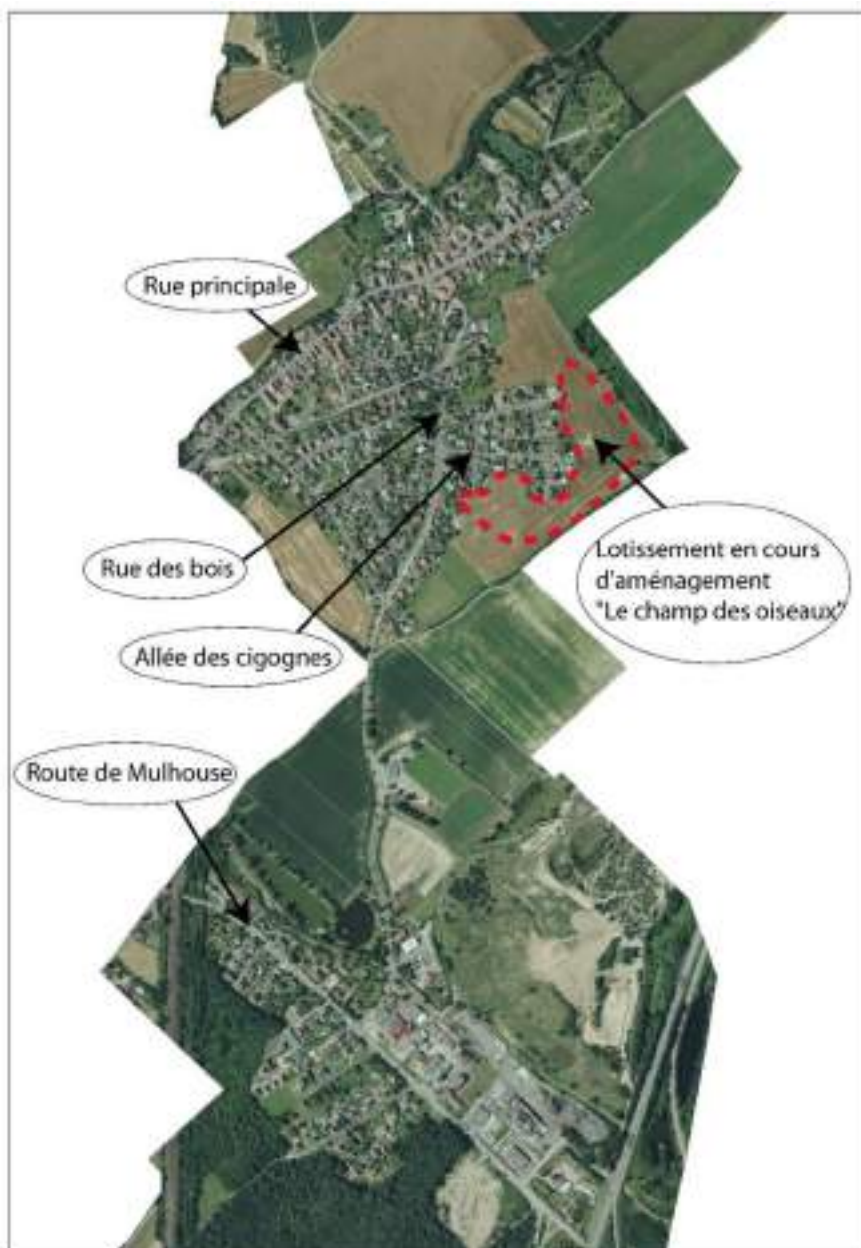 Rue principale
Rue des bois
Lotissement en cours
d'aménagement
"Le champ des oiseaux"
Allée des cigognes
Route de Mulhouse